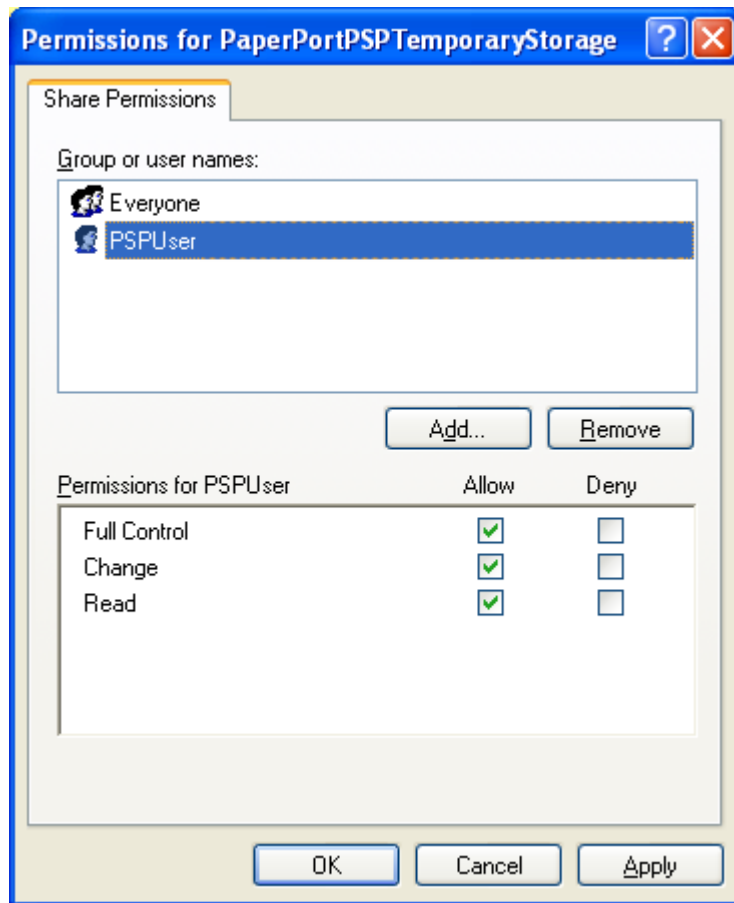 Permissions for PaperPortPSPTemporaryStorage ?
Share Permissions
Group or user names:
Everyone
PSPUser
Add... Remove
Permissions for PSPUser Allow Deny
Full Control
Change
Read
OK Cancel Apply